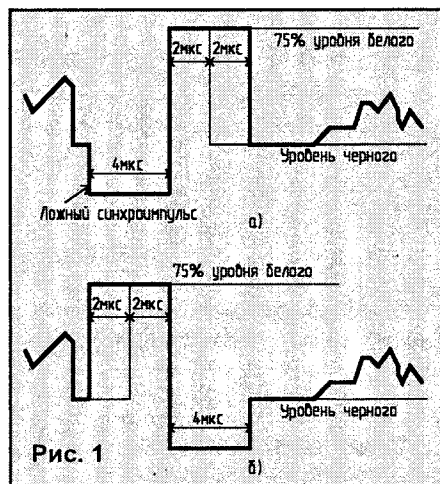 2мкс 2мкс
75% уровня белого
4мкс
Уровень черного
Ложный синхроимпульс
а)
75% уровня белого
2мкс 2мкс
4мкс
Уровень черного
Рис. 1
б)